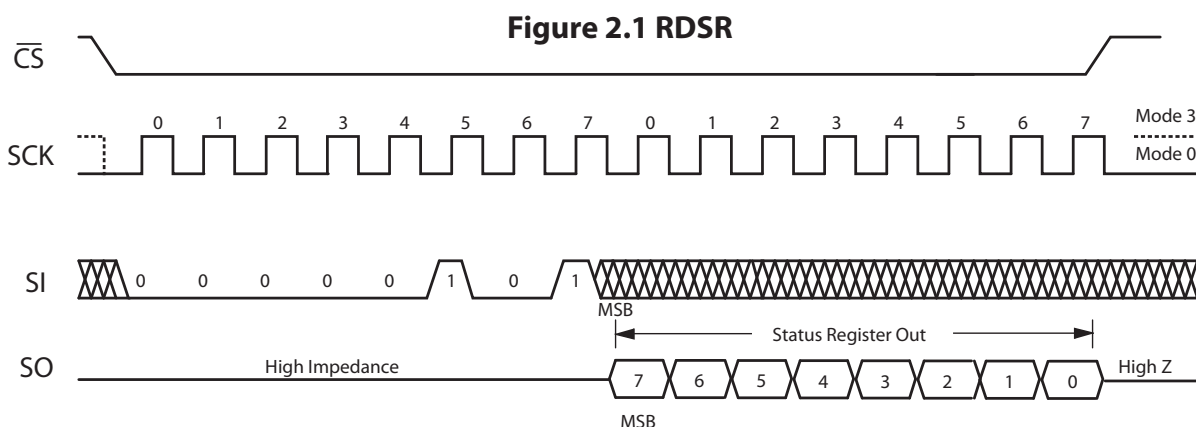 Figure 2.1 RDSR
CS
0 1 2 3 4 5 6 7 0 1 2 3 4 5 6 7
Mode 3
SCK
Mode 0
SI
0 0 0 0 0 1 0 1
MSB
Status Register Out
SO
High Impedance
7 6 5 4 3 2 1 0
High Z
MSB